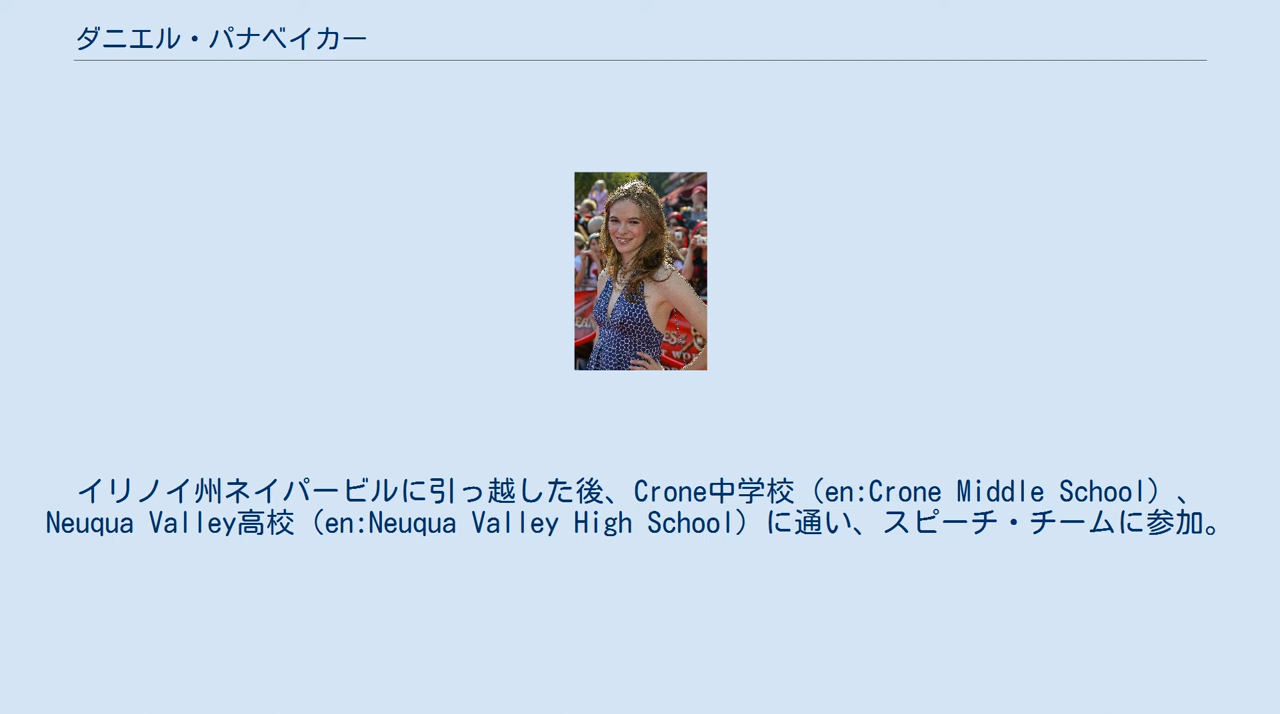 ダニエル・パナベイカー
イリノイ州ネイパービルに引っ越した後、Crone中学校（en:Crone Middle School）、
Neuqua Valley高校（en:Neuqua Valley High School）に通い、スピーチ・チームに参加。